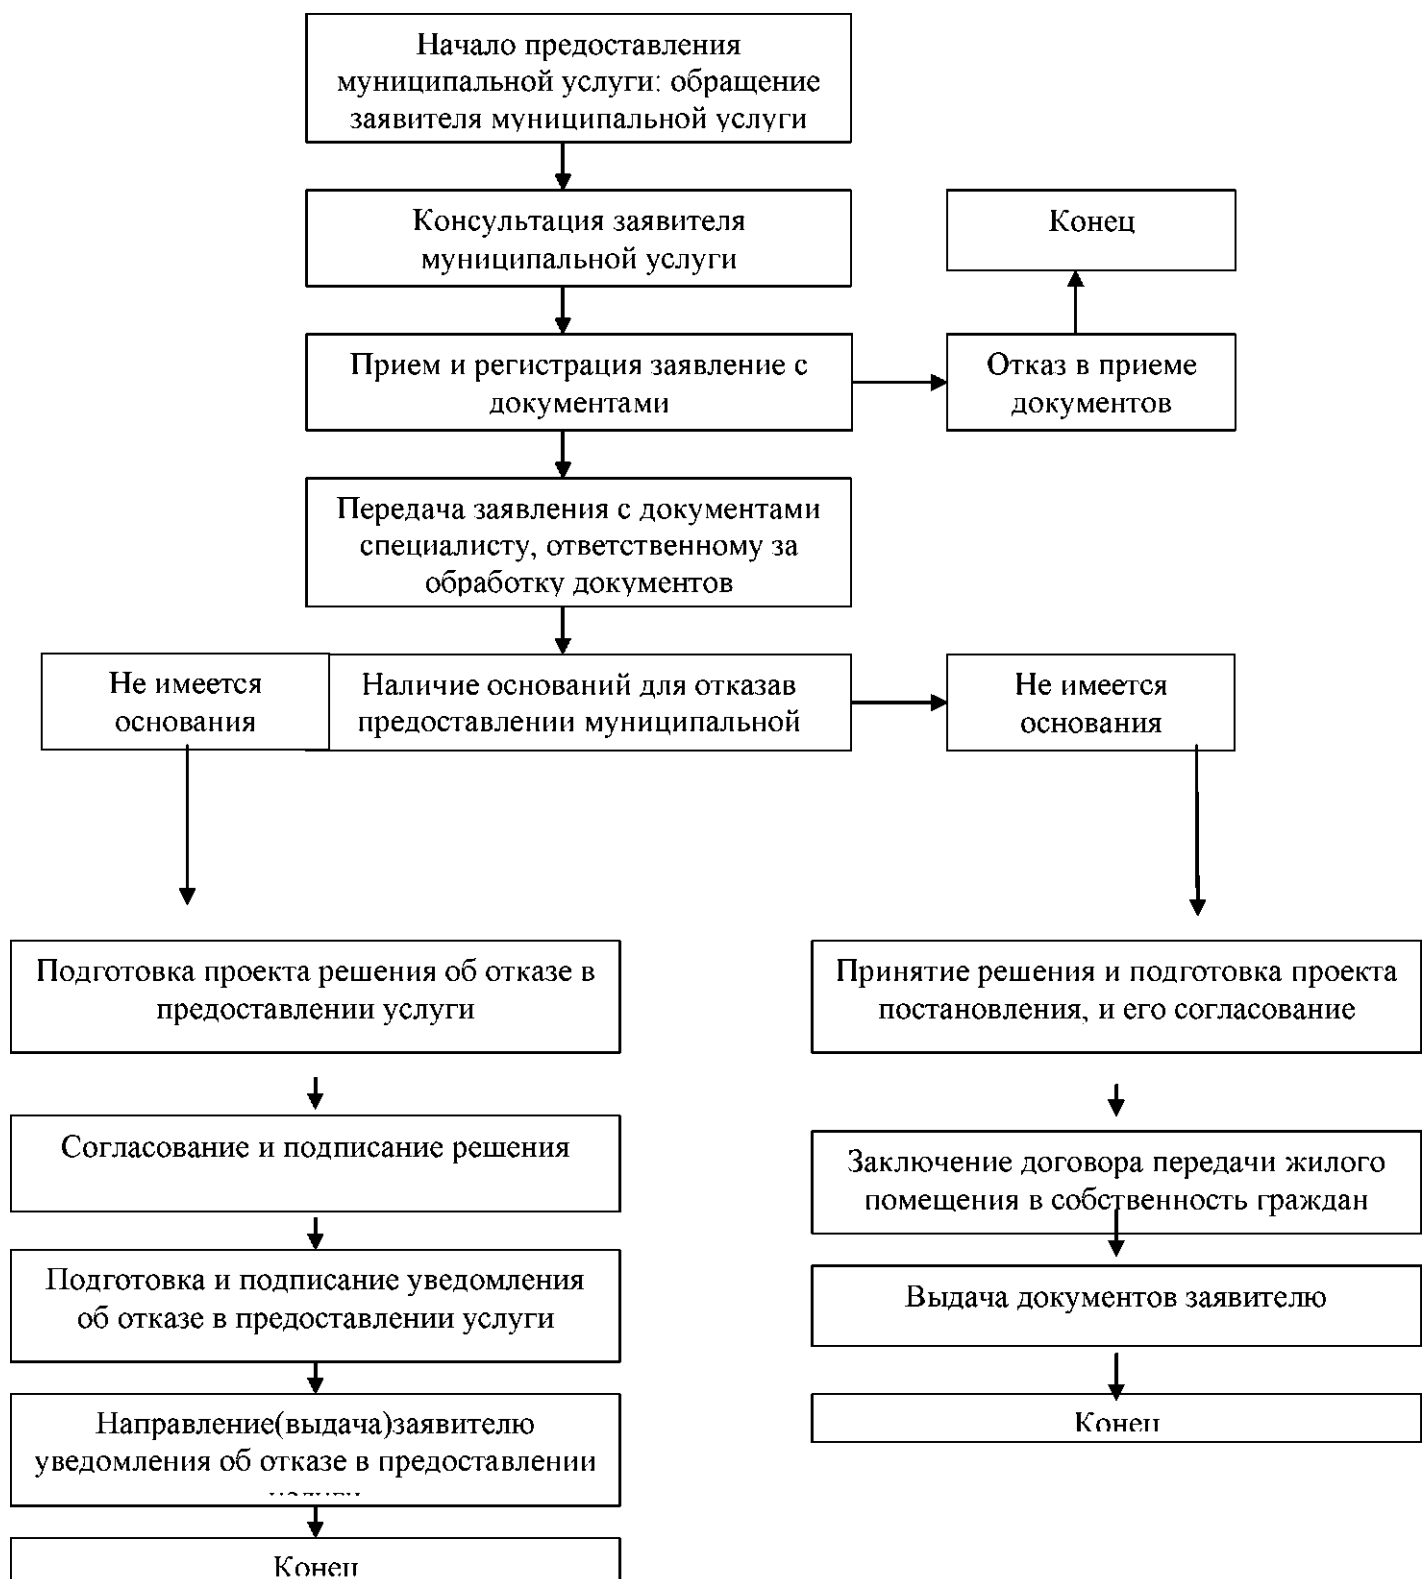 Начало предоставления
муниципальной услуги: обращение
заявителя муниципальной услуги
Консультация заявителя
муниципальной услуги
Конец
Прием и регистрация заявление с
документами
Отказ в приеме
документов
Передача заявления с документами
специалисту, ответственному за
обработку документов
Не имеется
основания
Наличие оснований для отказав
предоставлении муниципальной
Не имеется
основания
Подготовка проекта решения об отказе в
предоставлении услуги
Принятие решения и подготовка проекта
постановления, и его согласование
Согласование и подписание решения
Заключение договора передачи жилого
помещения в собственность граждан
Подготовка и подписание уведомления
об отказе в предоставлении услуги
Выдача документов заявителю
Направление(выдача)заявителю
уведомления об отказе в предоставлении
Конец
Конец